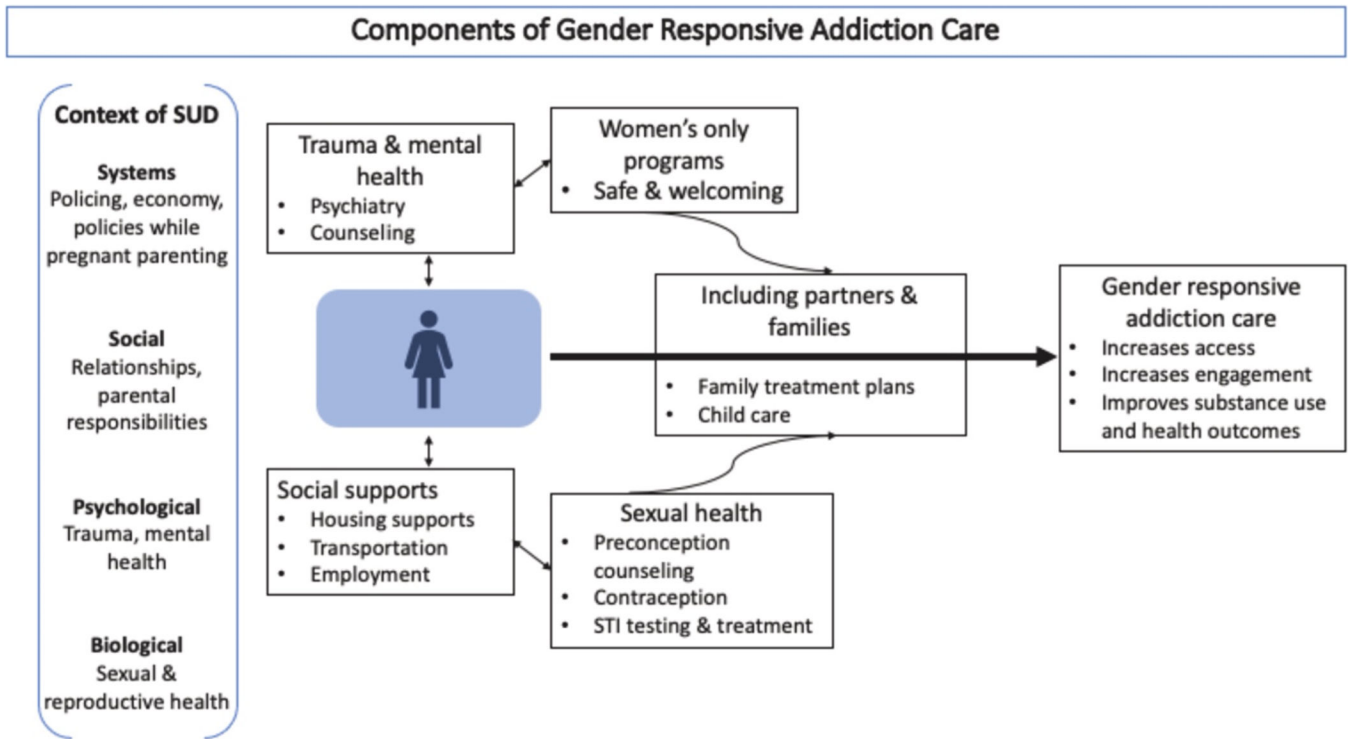 Components of Gender Responsive Addiction Care
Context of SUD
Systems
Policing, economy,
policies while
pregnant parenting
Social
Relationships,
parental
responsibilities
Psychological
Trauma, mental
health
Biological
Sexual &
reproductive health
Trauma & mental
health
• Psychiatry
• Counseling
Women's only
programs
• Safe & welcoming
Social supports
• Housing supports
• Transportation
• Employment
Sexual health
• Preconception
counseling
• Contraception
• STI testing & treatment
Including partners &
families
• Family treatment plans
• Child care
Gender responsive
addiction care
• Increases access
• Increases engagement
• Improves substance use
and health outcomes